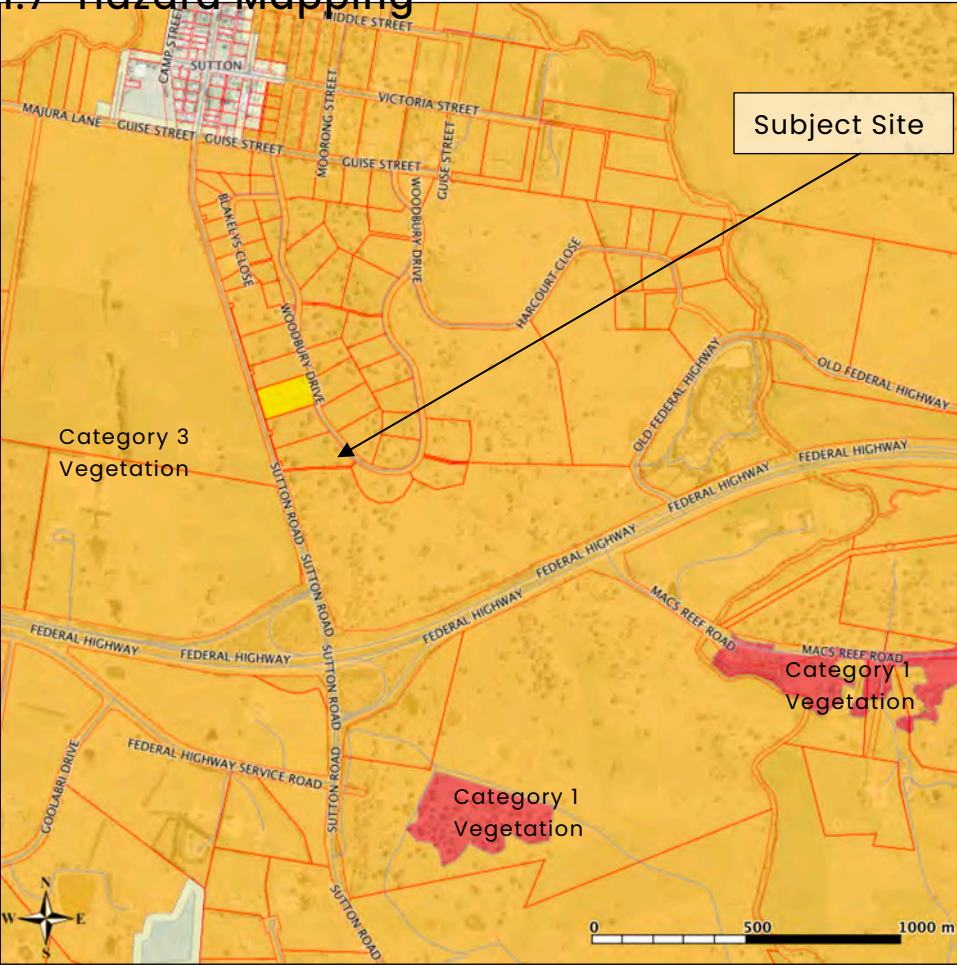 Hazard Mapping
MIDDLE STREET
CAMP STREET
SUTTON
VICTORIA STREET
MOORONG STREET
Subject Site
MAJURA LANE
GUISE STREET
GUISE STREET
GUISE STREET
GUISE STREET
BLAKELYS CLOSE
WOODBURY DRIVE
HARCOURT CLOSE
WOODBURY DRIVE
OLD FEDERAL HIGHWAY
OLD FEDERAL HIGHWAY
Category 3
Vegetation
FEDERAL HIGHWAY
FEDERAL HIGHWAY
SUTTON ROAD
FEDERAL HIGHWAY
SUTTON ROAD
MACS REEF ROAD
FEDERAL HIGHWAY
FEDERAL HIGHWAY
FEDERAL HIGHWAY
SUTTON ROAD
MACS REEF ROAD
Category 1
Vegetation
COOLABRI DRIVE
FEDERAL HIGHWAY SERVICE ROAD
SUTTON ROAD
Category 1
Vegetation
SUTTON ROAD
N
W
E
S
0 500 1000 m